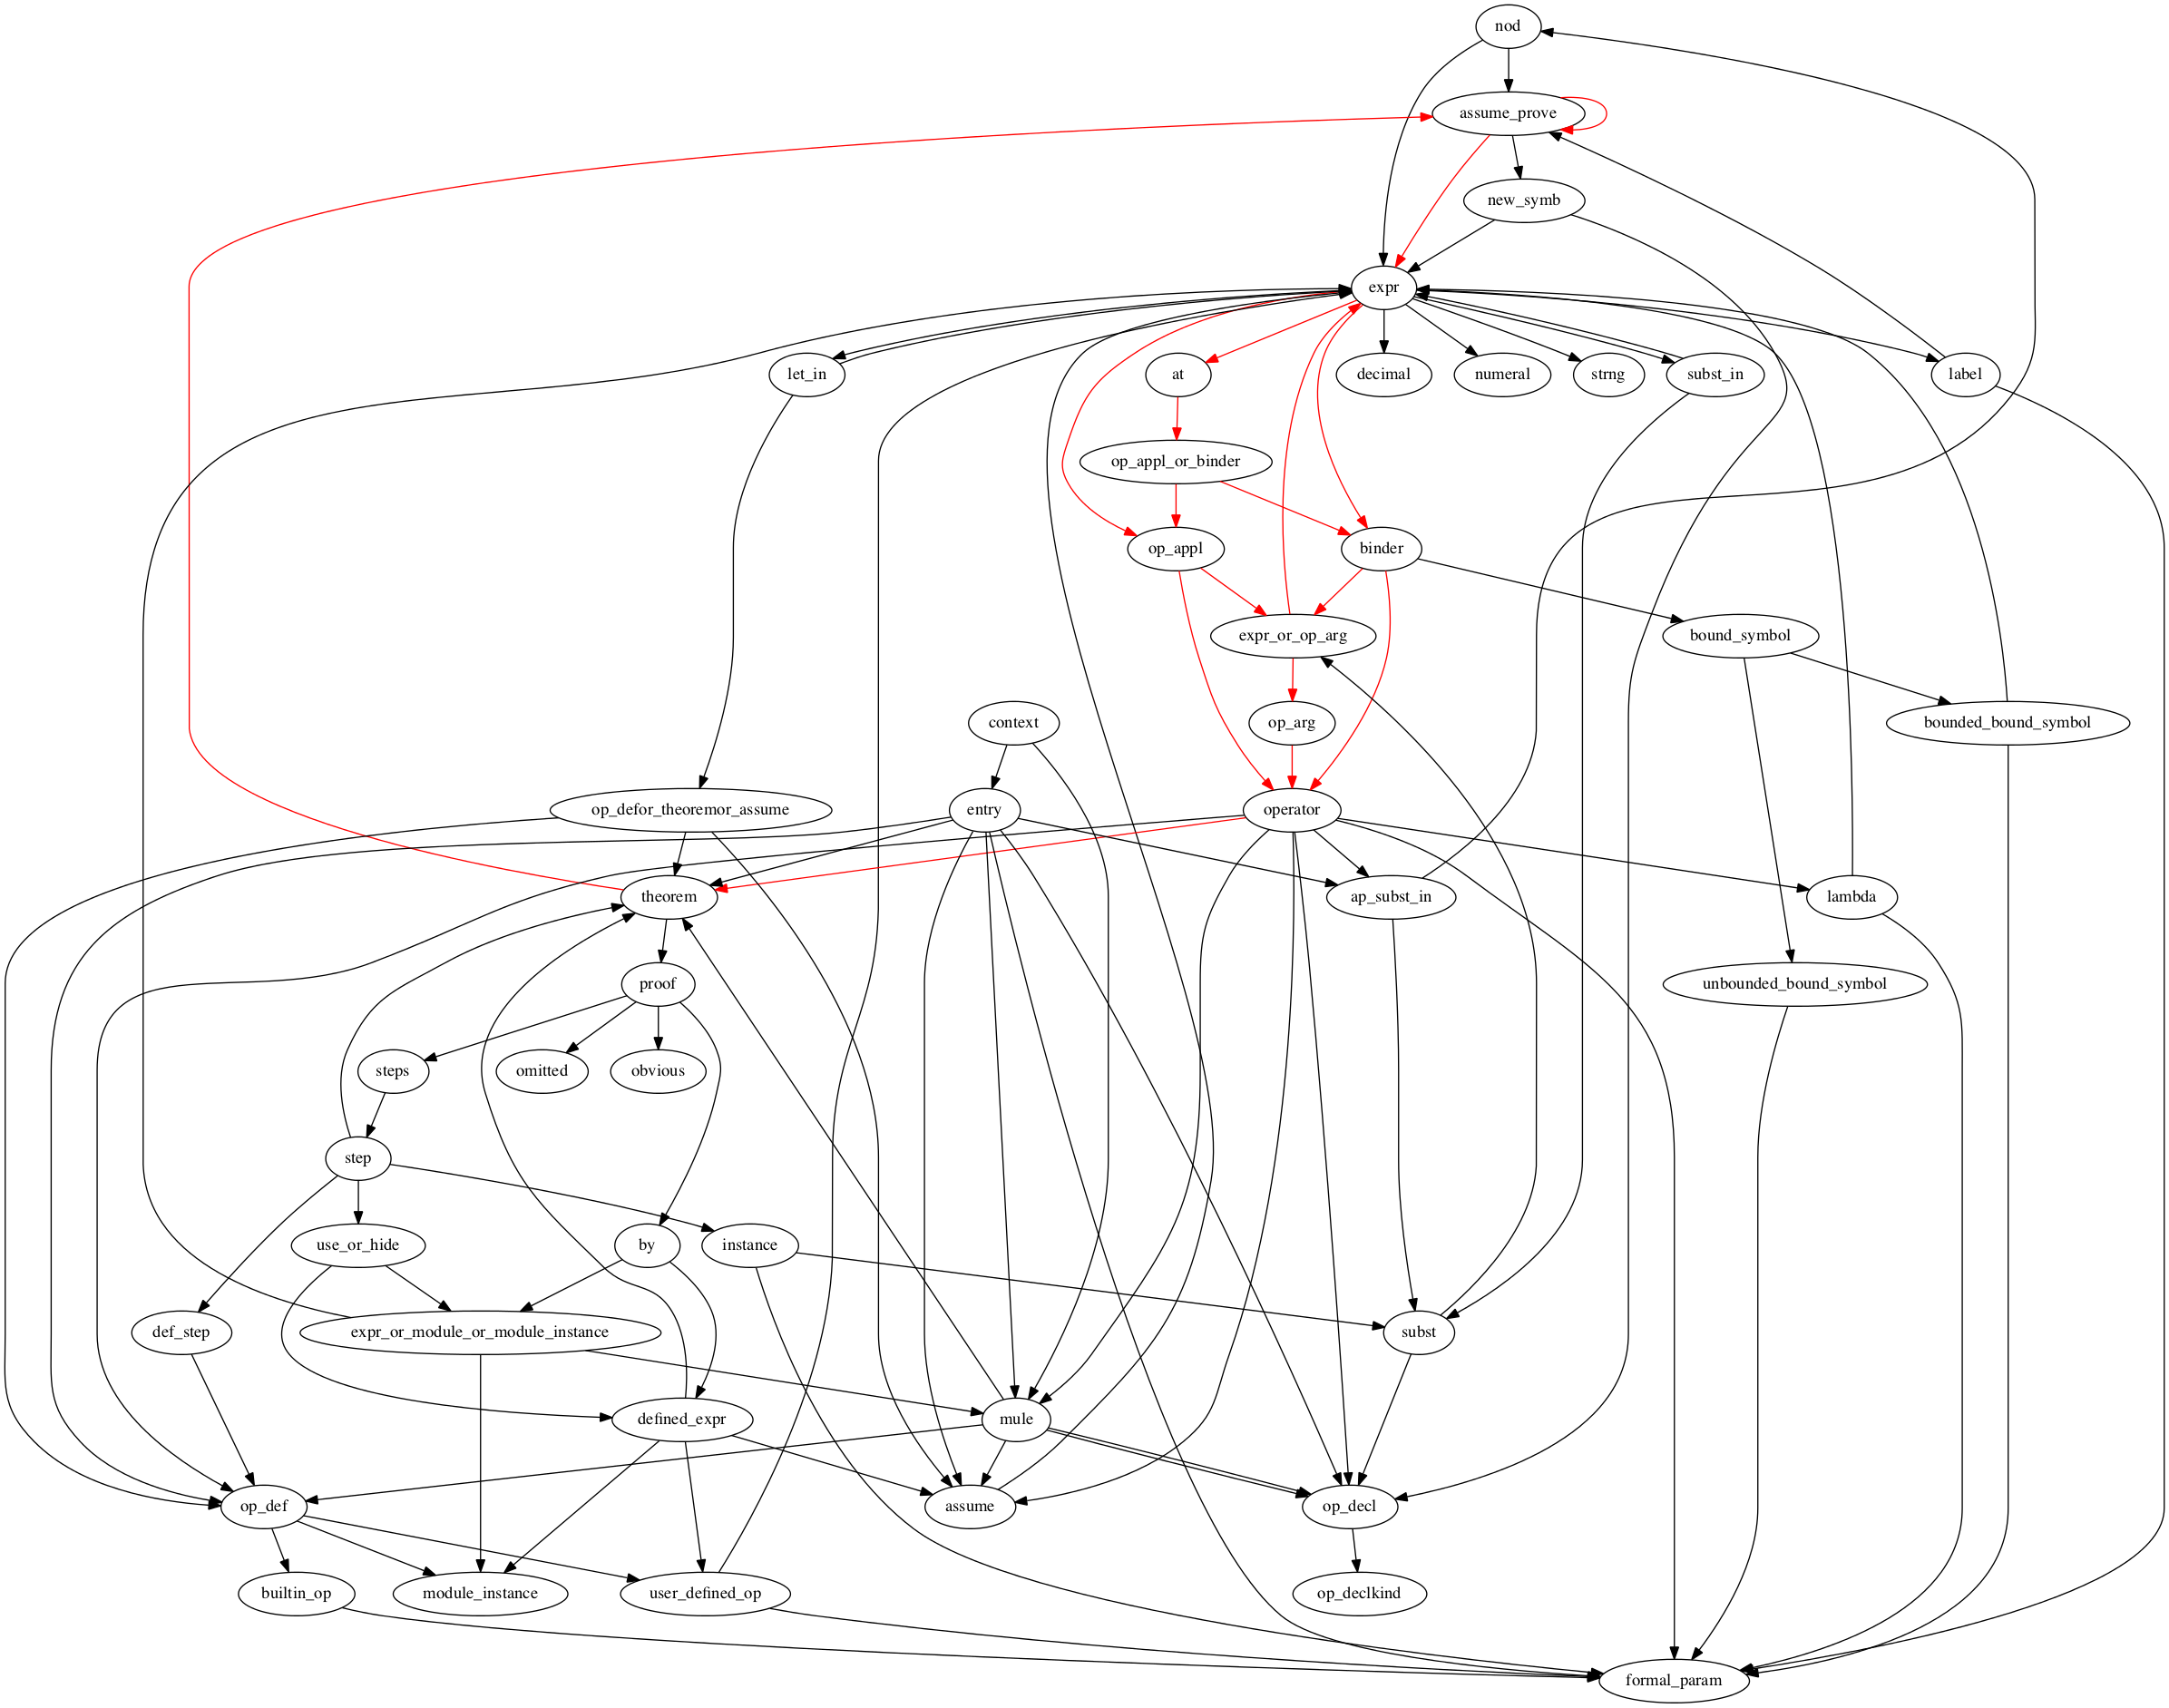 nod
assume_prove
new_symb
expr
let_in
at
decimal
numeral
strng
subst_in
label
op_appl_or_binder
op_appl
binder
expr_or_op_arg
bound_symbol
context
op_arg
bounded_bound_symbol
op_defor_theoremor_assume
entry
operator
theorem
ap_subst_in
lambda
proof
unbounded_bound_symbol
steps
omitted
obvious
step
use_or_hide
by
instance
def_step
expr_or_module_or_module_instance
subst
defined_expr
mule
op_def
assume
op_decl
builtin_op
module_instance
user_defined_op
op_declkind
formal_param